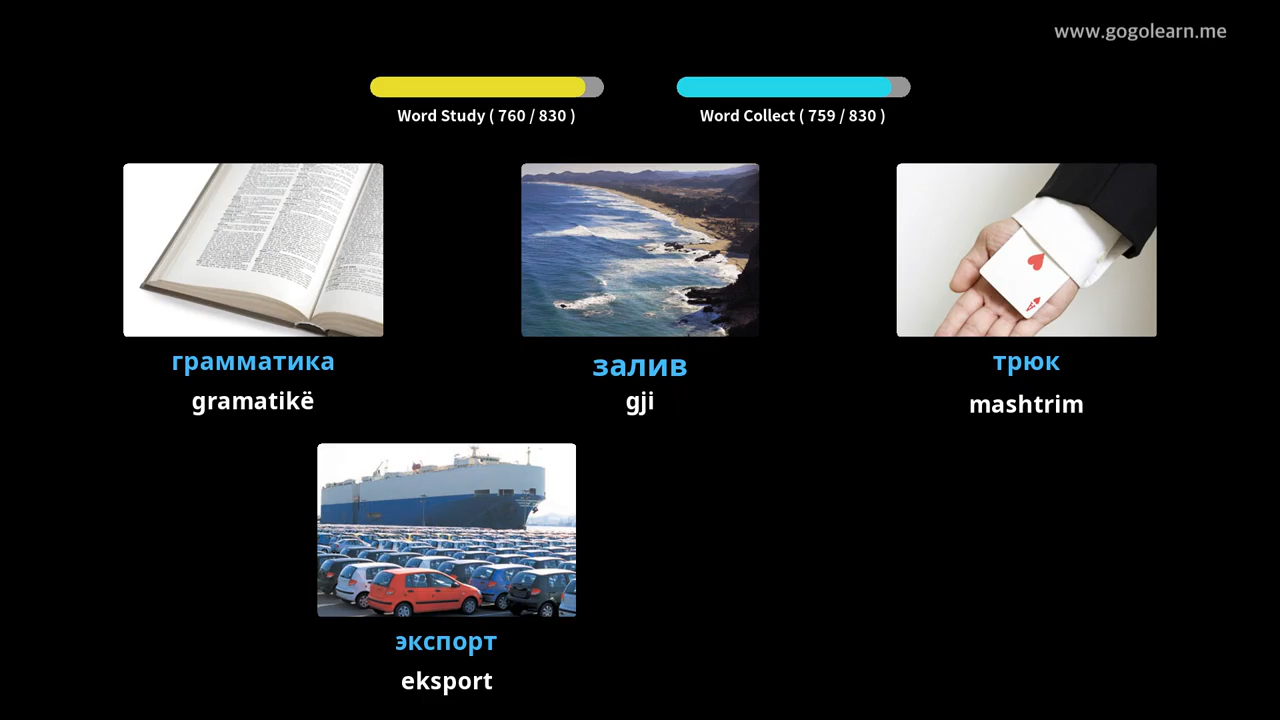 www.gogolearn.me
Word Study ( 760 / 830 )
Word Collect ( 759 / 830 )
грамматика
gramatikë
залив
gji
трюк
mashtrim
экспорт
eksport